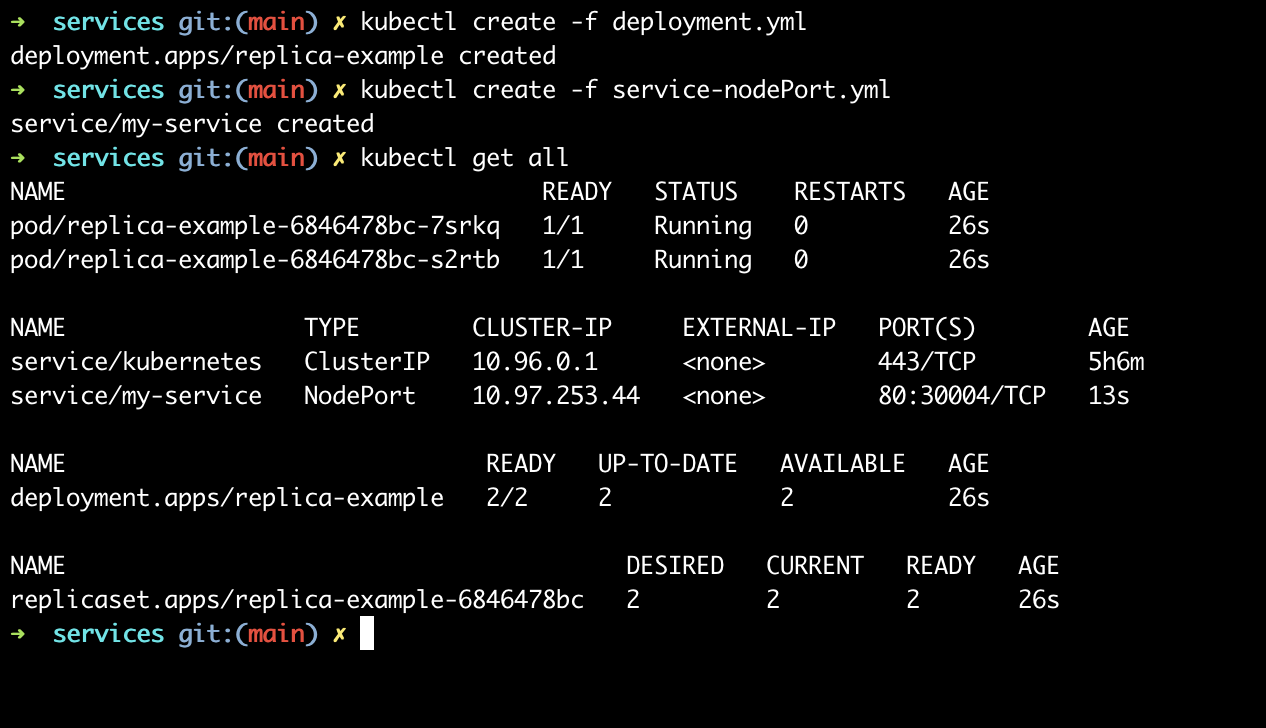 ➜  services git:(main) ✗ kubectl create -f deployment.yml
deployment.apps/replica-example created
➜  services git:(main) ✗ kubectl create -f service-nodePort.yml
service/my-service created
➜  services git:(main) ✗ kubectl get all
NAME                                  READY   STATUS    RESTARTS   AGE
pod/replica-example-6846478bc-7srkq   1/1     Running   0          26s
pod/replica-example-6846478bc-s2rtb   1/1     Running   0          26s

NAME                 TYPE        CLUSTER-IP     EXTERNAL-IP   PORT(S)        AGE
service/kubernetes   ClusterIP   10.96.0.1      <none>        443/TCP        5h6m
service/my-service   NodePort    10.97.253.44   <none>        80:30004/TCP   13s

NAME                              READY   UP-TO-DATE   AVAILABLE   AGE
deployment.apps/replica-example   2/2     2            2           26s

NAME                                        DESIRED   CURRENT   READY   AGE
replicaset.apps/replica-example-6846478bc   2         2         2       26s
➜  services git:(main) ✗